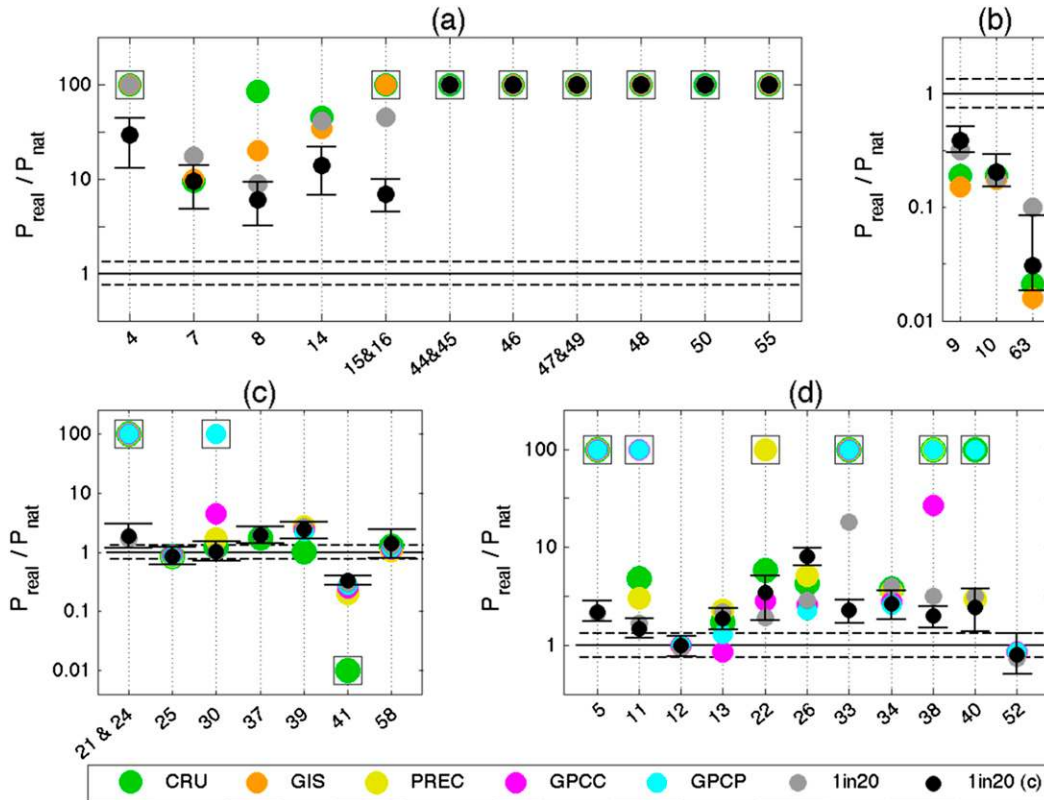 (a)
P_real / P_nat
100
10
1
4 7 8 14 15&16 44&45 46 47&49 48 50 55
(b)
P_real / P_nat
1
0.1
0.01
9 10 63
(c)
P_real / P_nat
100
10
1
0.1
0.01
21 & 24 25 30 37 39 41 58
(d)
P_real / P_nat
100
10
1
5 11 12 13 22 26 33 34 38 40 52
CRU GIS PREC GPCC GPCP 1in20 1in20 (c)